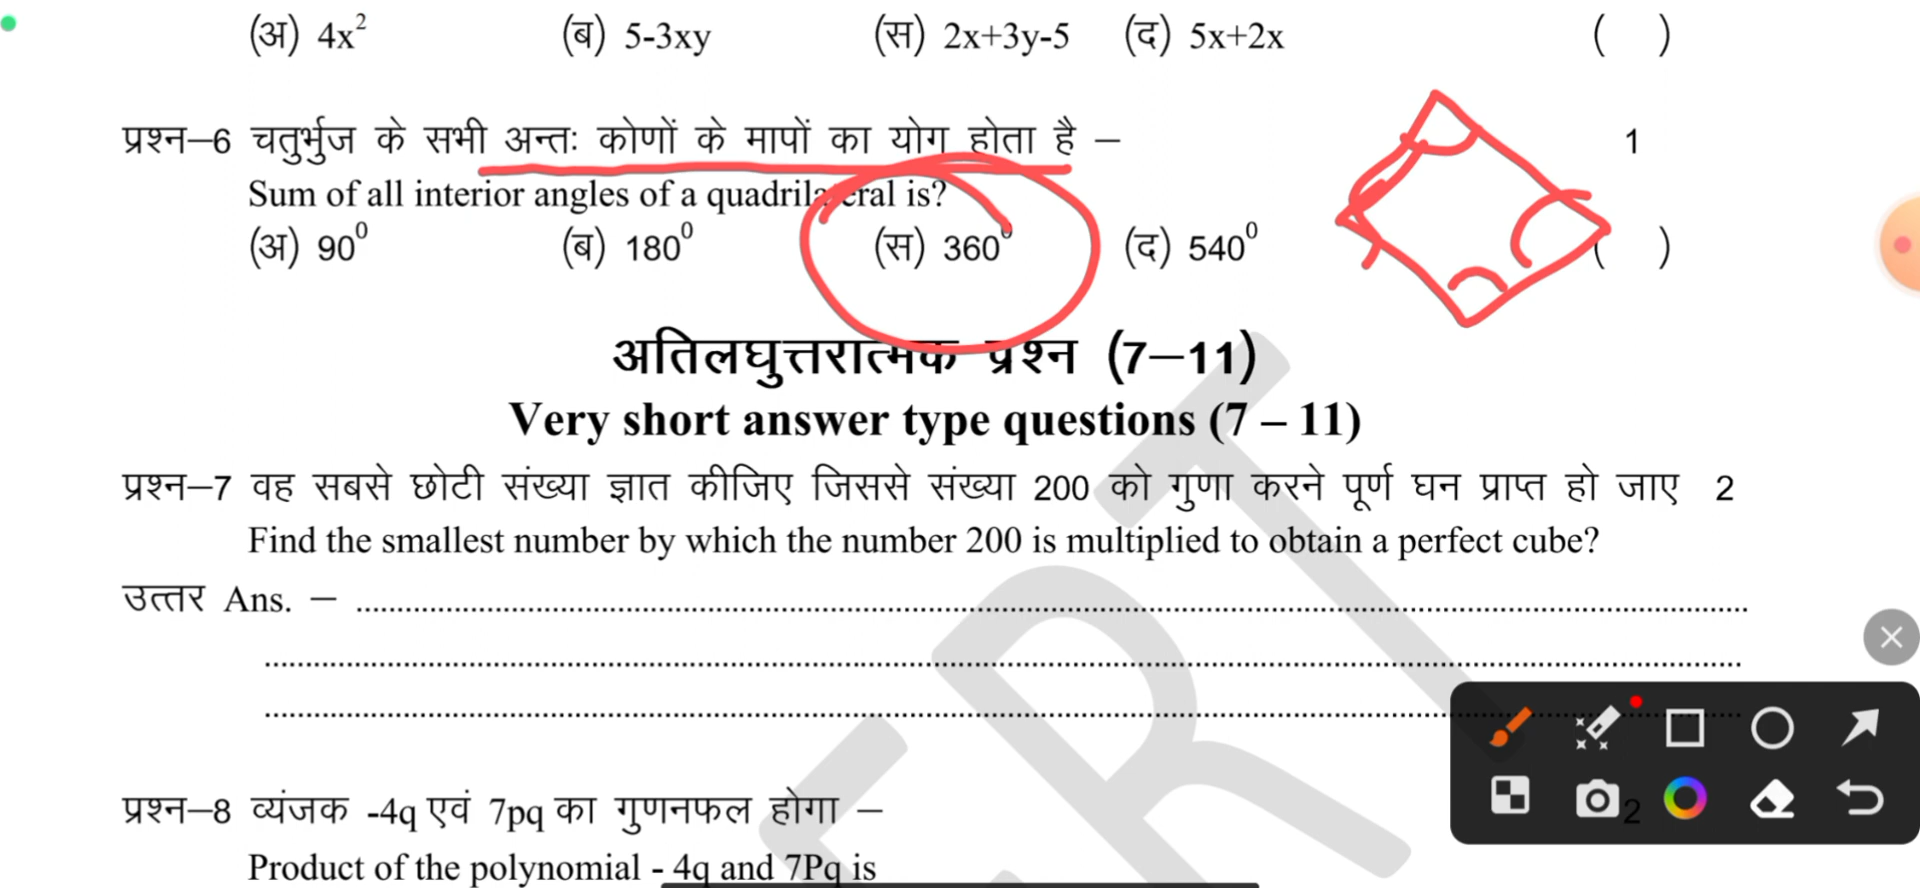 (अ) 4x² (ब) 5-3xy (स) 2x+3y-5 (द) 5x+2x ( )
प्रश्न–6 चतुर्भुज के सभी अन्तः कोणों के मापों का योग होता है – 1
Sum of all interior angles of a quadrilateral is?
(अ) 90⁰ (ब) 180⁰ (स) 360⁰ (द) 540⁰ ( )
अतिलघुत्तरात्मक प्रश्न (7–11)
Very short answer type questions (7 – 11)
प्रश्न–7 वह सबसे छोटी संख्या ज्ञात कीजिए जिससे संख्या 200 को गुणा करने पूर्ण घन प्राप्त हो जाए 2
Find the smallest number by which the number 200 is multiplied to obtain a perfect cube?
उत्तर Ans. – ............................................................
............................................................
............................................................
प्रश्न–8 व्यंजक -4q एवं 7pq का गुणनफल होगा – 2
Product of the polynomial - 4q and 7Pq is